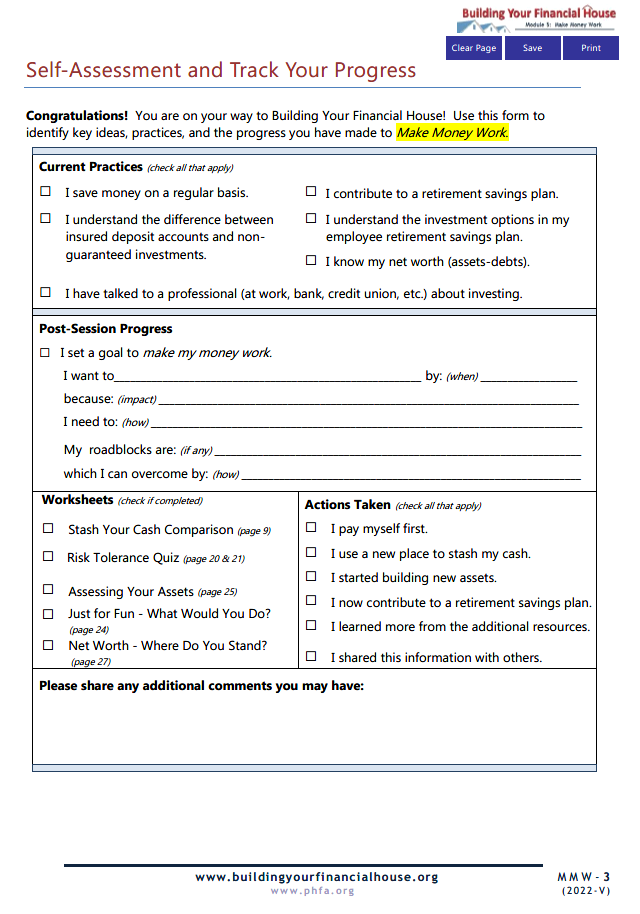 Building Your Financial House
Module 5: Make Money Work
Clear Page Save Print
Self-Assessment and Track Your Progress
Congratulations! You are on your way to Building Your Financial House! Use this form to
identify key ideas, practices, and the progress you have made to Make Money Work.
Current Practices (check all that apply)
☐ I save money on a regular basis.
☐ I understand the difference between
insured deposit accounts and non-
guaranteed investments.
☐ I contribute to a retirement savings plan.
☐ I understand the investment options in my
employee retirement savings plan.
☐ I know my net worth (assets-debts).
☐ I have talked to a professional (at work, bank, credit union, etc.) about investing.
Post-Session Progress
☐ I set a goal to make my money work.
I want to__________ by: (when) __________
because: (impact) __________
I need to: (how) __________
My roadblocks are: (if any) __________
which I can overcome by: (how) __________
Worksheets (check if completed)
☐ Stash Your Cash Comparison (page 9)
☐ Risk Tolerance Quiz (page 20 & 21)
☐ Assessing Your Assets (page 25)
☐ Just for Fun - What Would You Do?
(page 24)
☐ Net Worth - Where Do You Stand?
(page 27)
Actions Taken (check all that apply)
☐ I pay myself first.
☐ I use a new place to stash my cash.
☐ I started building new assets.
☐ I now contribute to a retirement savings plan.
☐ I learned more from the additional resources.
☐ I shared this information with others.
Please share any additional comments you may have:
www.buildingyourfinancialhouse.org
www.phfa.org
MMW - 3
(2022-V)